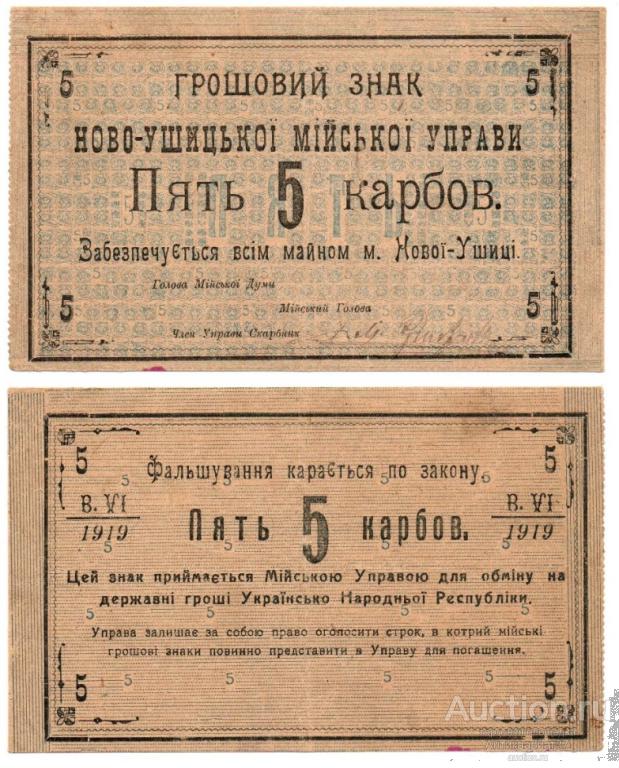 5 5
ГРОШОВИЙ ЗНАК
НОВО-УШИЦЬКОЇ МІЙСЬКОЇ УПРАВИ
Пять 5 карбов.
Забезпечується всім майном м. Нової-Ушиці.
Голова Мійської Думи
Мійський Голова
Член Управи Скарбник
5 5
5 5
Фальшування карається по закону.
В. VI В. VI
1919 1919
Пять 5 карбов.
Цей знак приймається Мійською Управою для обміну на
державні гроші Українсько Народньої Республіки.
Управа залишає за собою право оголосити строк, в котрий мійські
грошові знаки повинно представити в Управу для погашення.
5 5
Auction.ru